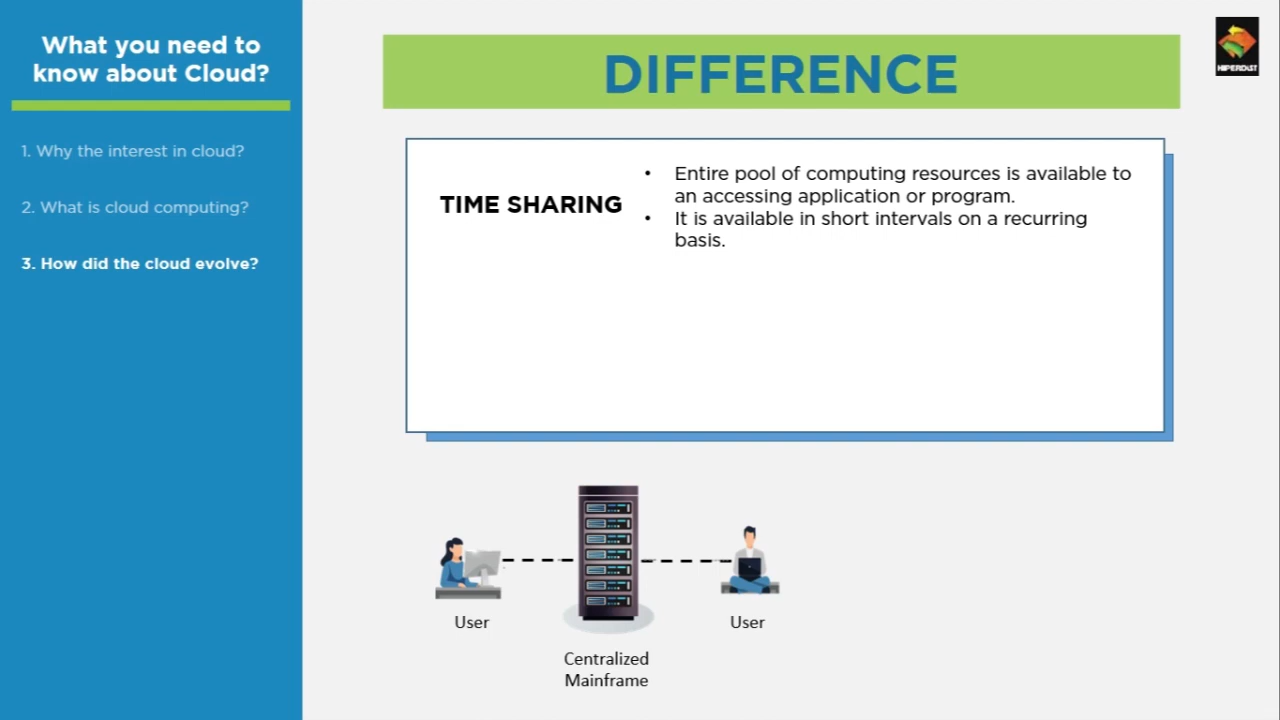 What you need to
know about Cloud?
1. Why the interest in cloud?
2. What is cloud computing?
3. How did the cloud evolve?
DIFFERENCE
HIPERDIST
TIME SHARING
• Entire pool of computing resources is available to
an accessing application or program.
• It is available in short intervals on a recurring
basis.
User
Centralized
Mainframe
User